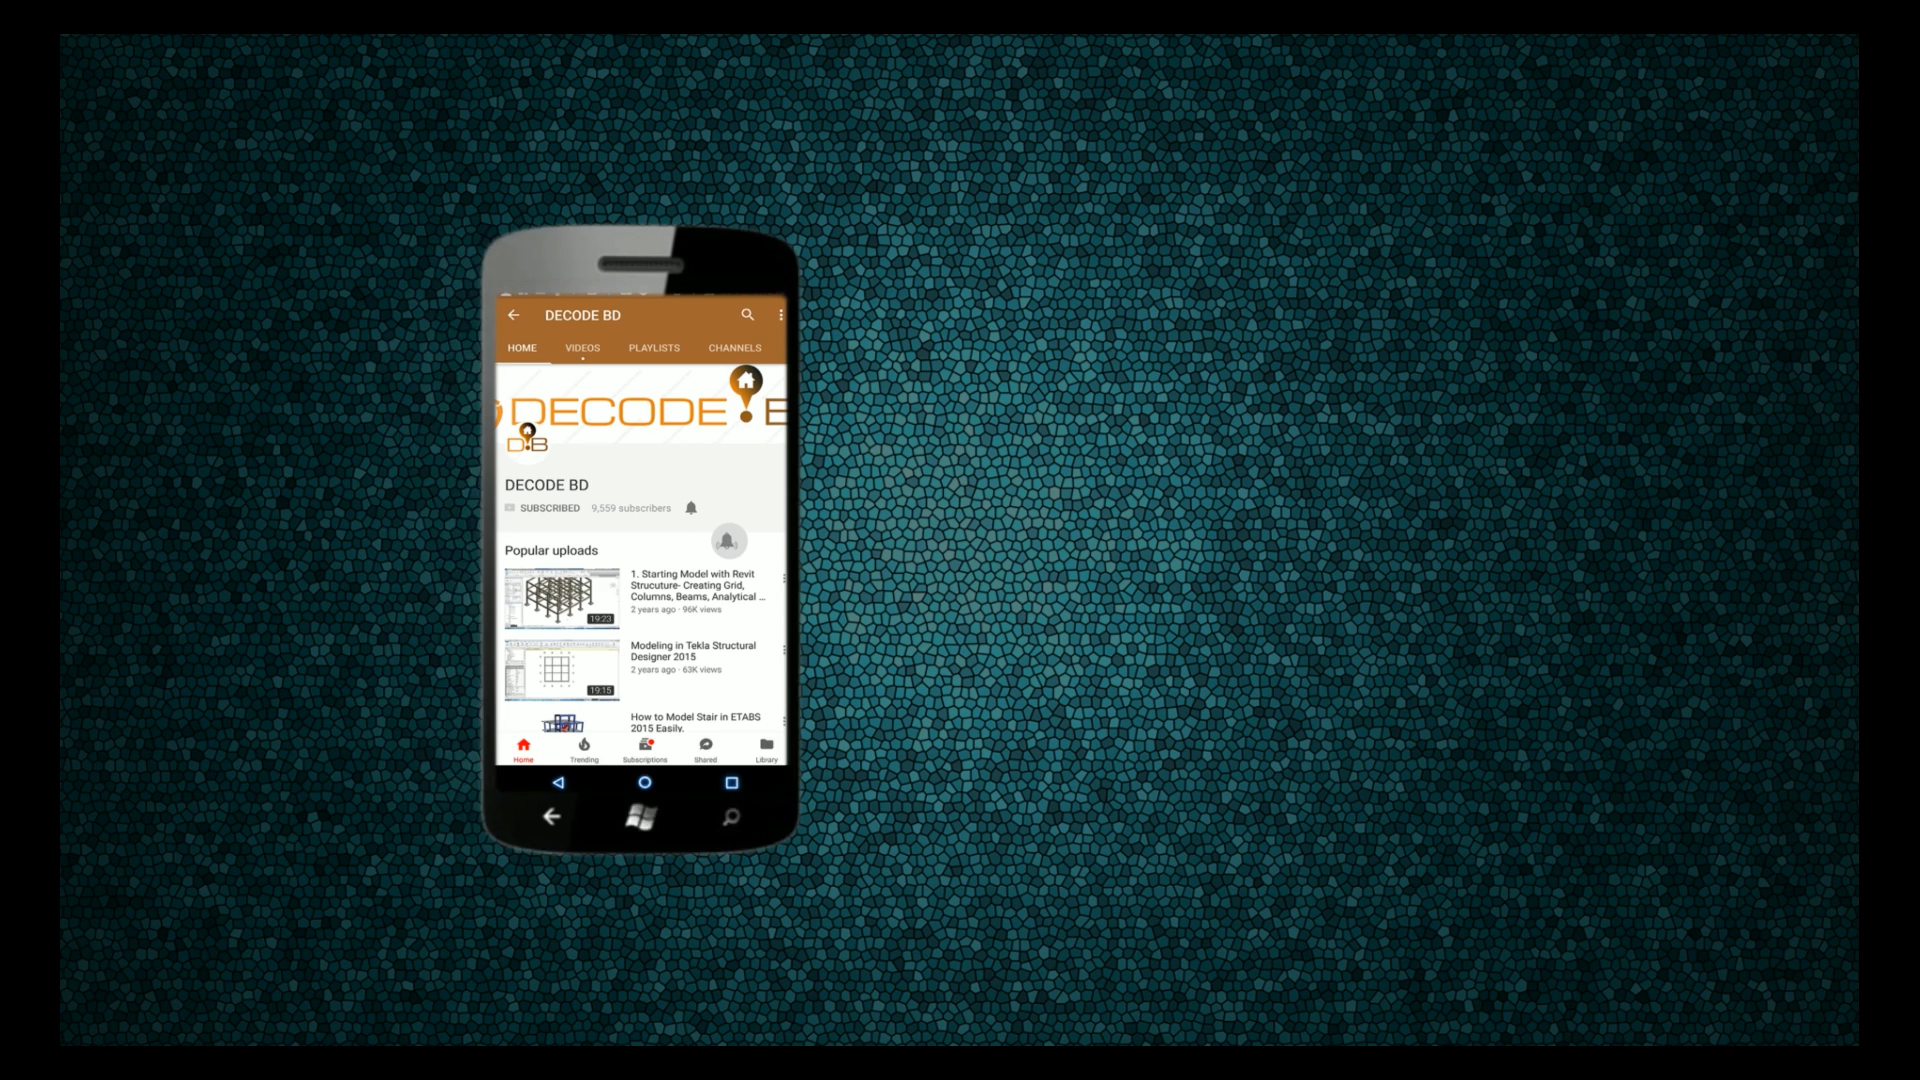 DECODE BD
HOME VIDEOS PLAYLISTS CHANNELS
DECODE B
D B
DECODE BD
SUBSCRIBED 9,559 subscribers
Popular uploads
1. Starting Model with Revit
Strucuture- Creating Grid,
Columns, Beams, Analytical ...
2 years ago · 96K views
19:23
Modeling in Tekla Structural
Designer 2015
2 years ago · 63K views
19:15
How to Model Stair in ETABS
2015 Easily.
Home Trending Subscriptions Shared Library